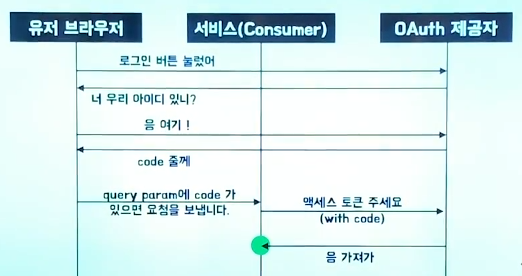 유저 브라우저
서비스(Consumer)
OAuth 제공자
로그인 버튼 눌렀어
너 우리 아이디 있니?
음 여기 !
code 줄께
query param에 code 가
있으면 요청을 보냅니다.
액세스 토큰 주세요
(with code)
음 가져가